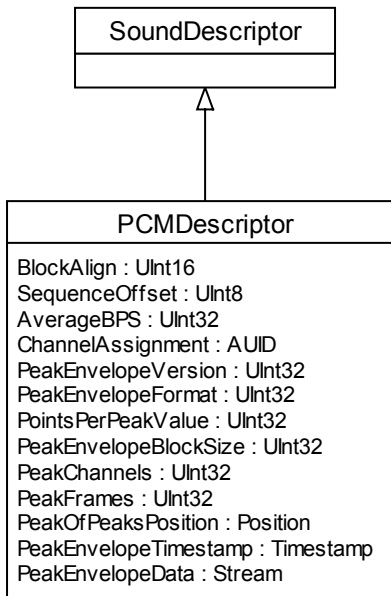 SoundDescriptor
PCMDescriptor
BlockAlign : UInt16
SequenceOffset : UInt8
AverageBPS : UInt32
ChannelAssignment : AUID
PeakEnvelopeVersion : UInt32
PeakEnvelopeFormat : UInt32
PointsPerPeakValue : UInt32
PeakEnvelopeBlockSize : UInt32
PeakChannels : UInt32
PeakFrames : UInt32
PeakOfPeaksPosition : Position
PeakEnvelopeTimestamp : Timestamp
PeakEnvelopeData : Stream